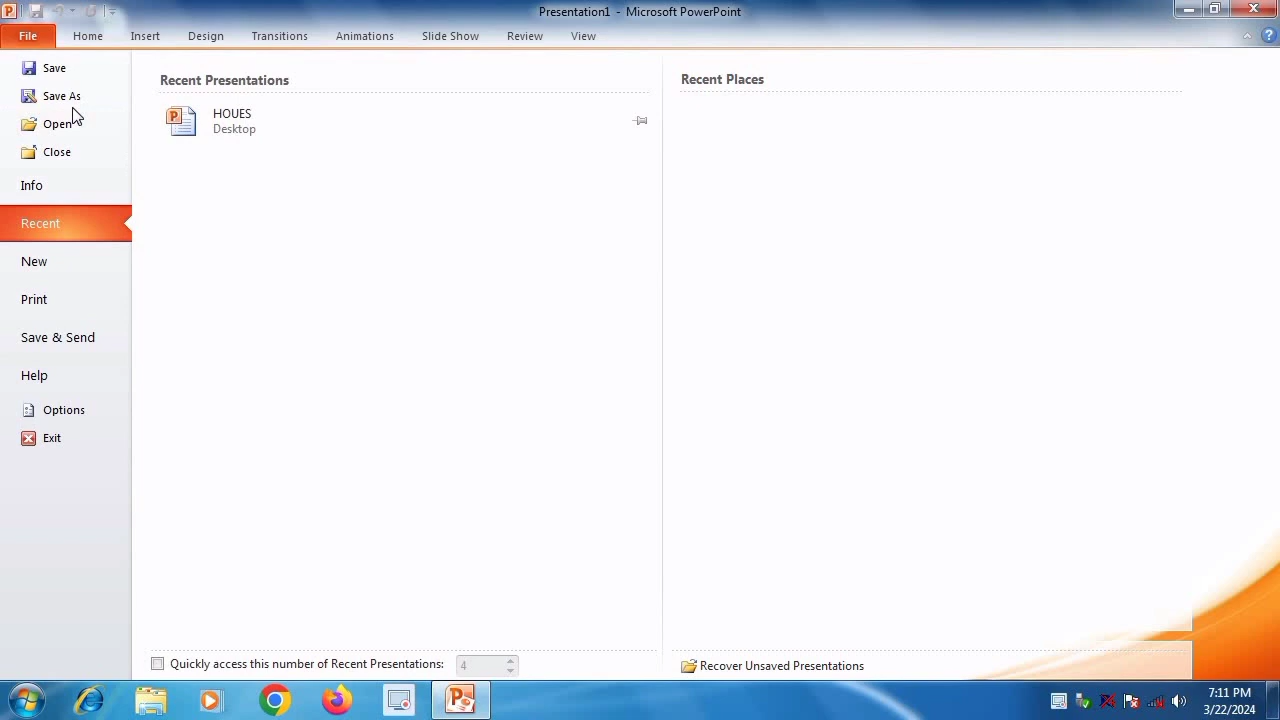 Presentation1 - Microsoft PowerPoint
File Home Insert Design Transitions Animations Slide Show Review View
Save
Save As
Open
Close
Info
Recent
New
Print
Save & Send
Help
Options
Exit
Recent Presentations
HOUES
Desktop
Quickly access this number of Recent Presentations: 4
Recent Places
Recover Unsaved Presentations
7:11 PM
3/22/2024